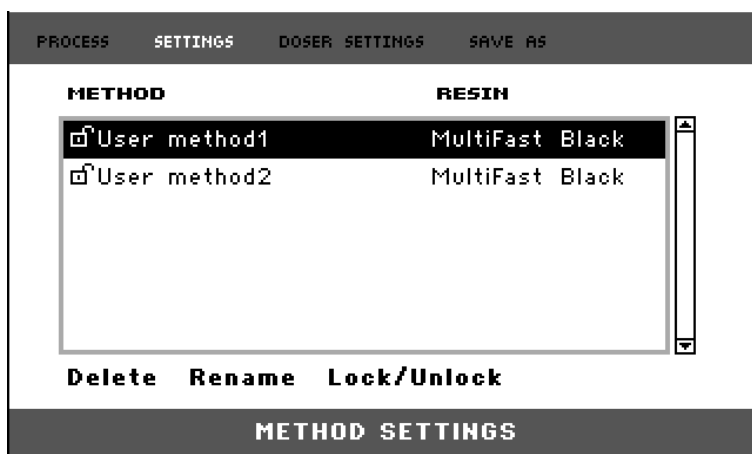 PROCESS SETTINGS DOSER SETTINGS SAVE AS
METHOD RESIN
User method1 MultiFast Black
User method2 MultiFast Black
Delete Rename Lock/Unlock
METHOD SETTINGS